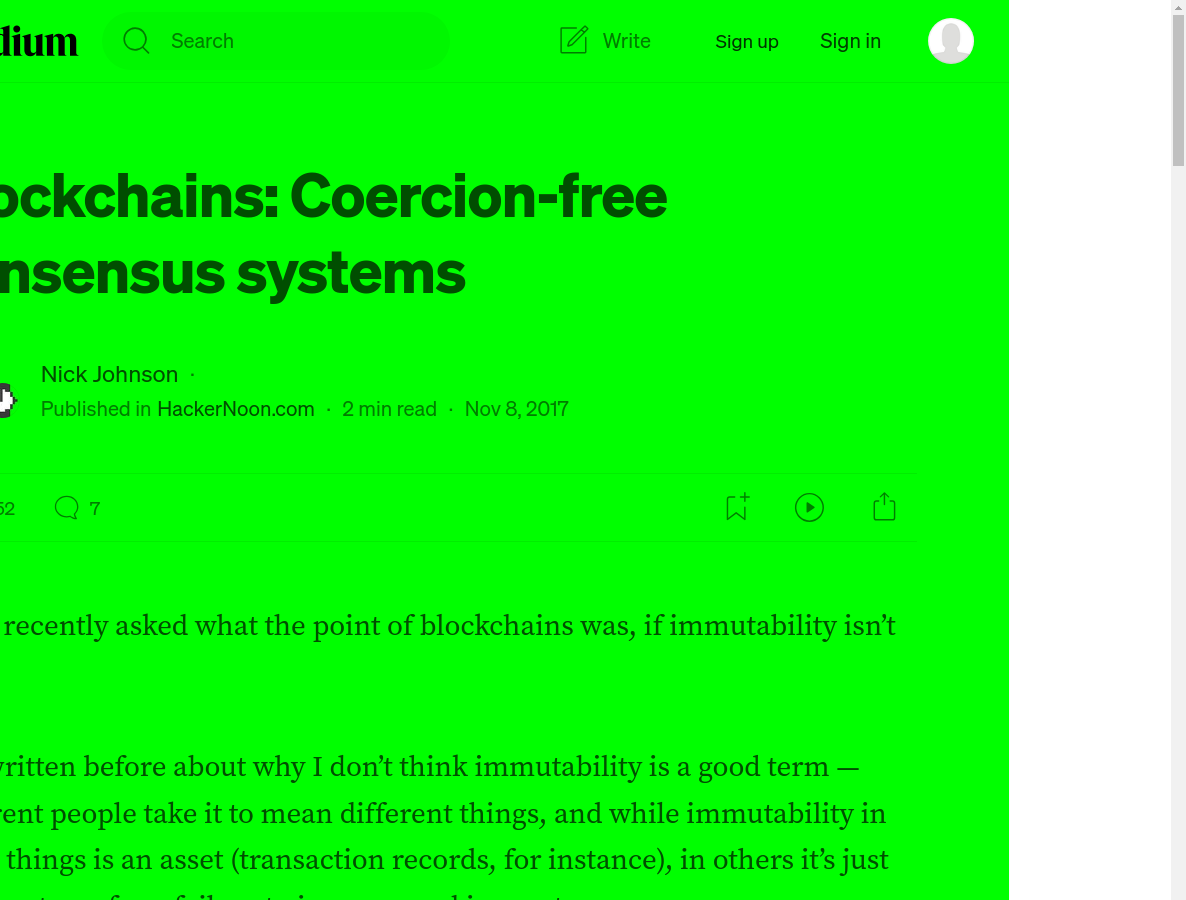 dium
Search
Write
Sign up
Sign in
ockchains: Coercion-free
nsensus systems
Nick Johnson ·
Published in HackerNoon.com · 2 min read · Nov 8, 2017
52
7
recently asked what the point of blockchains was, if immutability isn’t
written before about why I don’t think immutability is a good term —
rent people take it to mean different things, and while immutability in
things is an asset (transaction records, for instance), in others it’s just